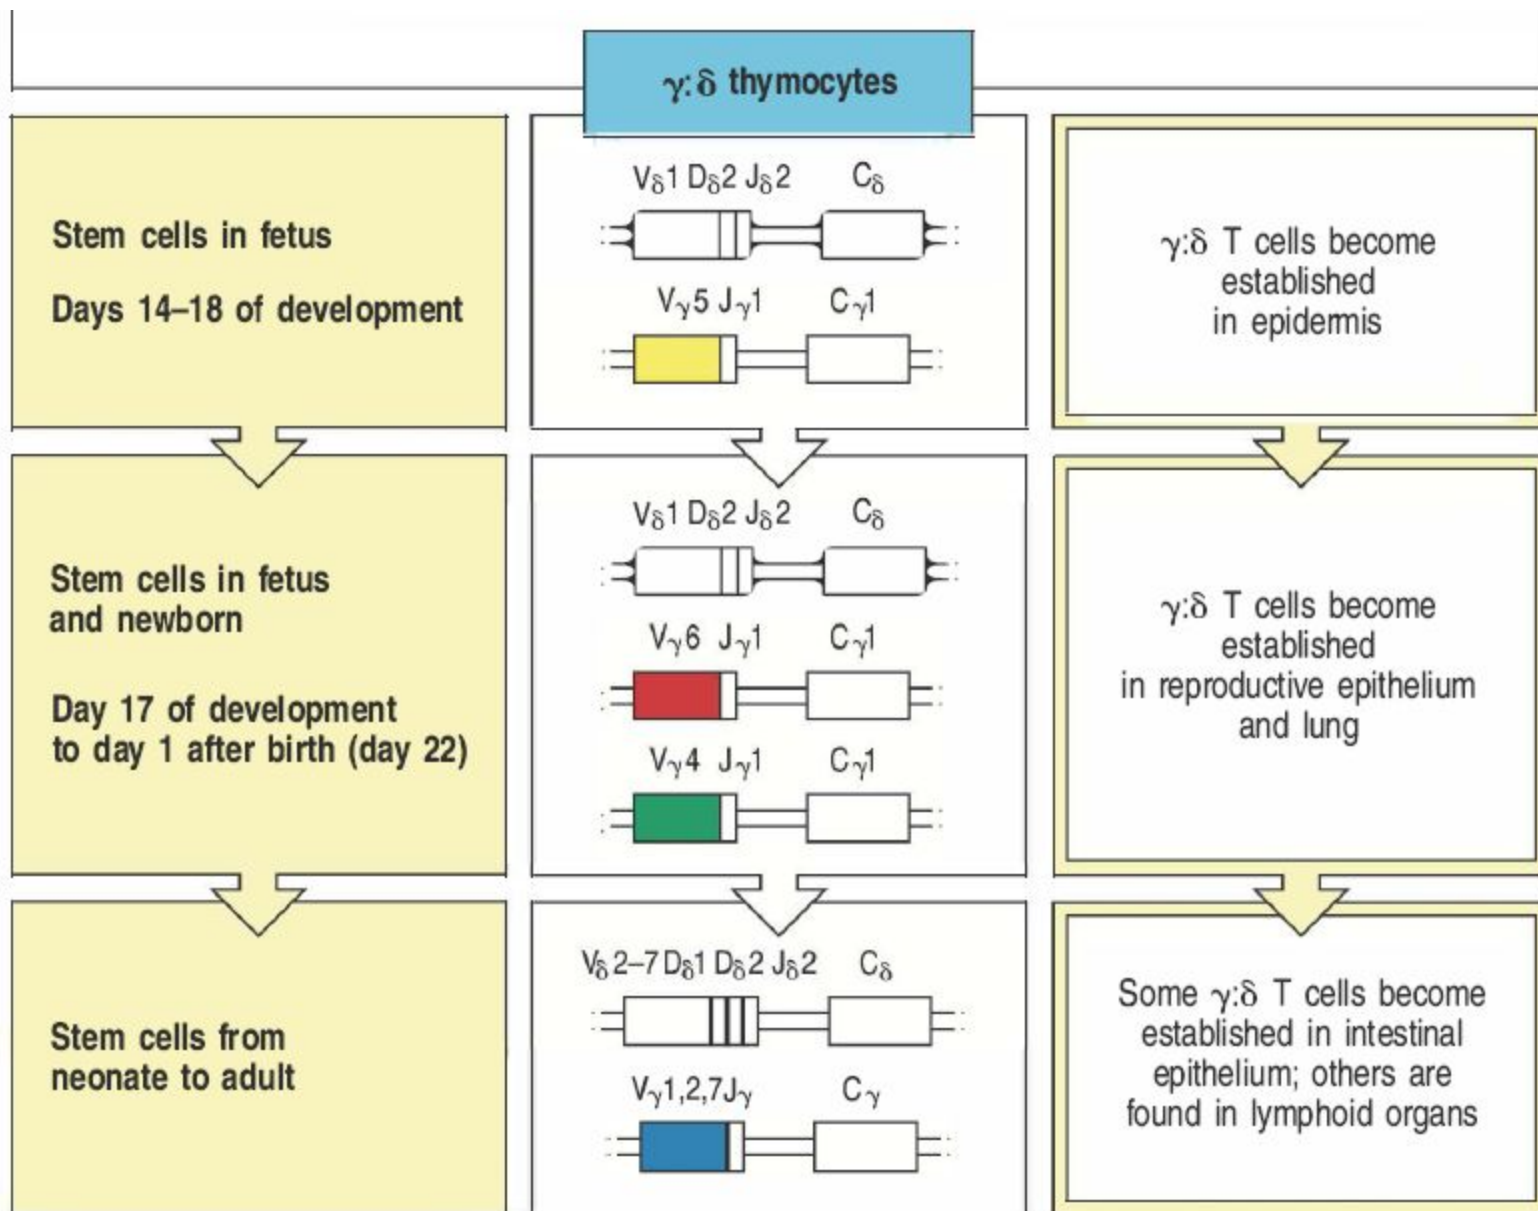 γ:δ thymocytes
Stem cells in fetus
Days 14–18 of development
Vδ1 Dδ2 Jδ2 Cδ
Vγ5 Jγ1 Cγ1
γ:δ T cells become
established
in epidermis
Stem cells in fetus
and newborn
Day 17 of development
to day 1 after birth (day 22)
Vδ1 Dδ2 Jδ2 Cδ
Vγ6 Jγ1 Cγ1
Vγ4 Jγ1 Cγ1
γ:δ T cells become
established
in reproductive epithelium
and lung
Stem cells from
neonate to adult
Vδ2–7 Dδ1 Dδ2 Jδ2 Cδ
Vγ1,2,7Jγ Cγ
Some γ:δ T cells become
established in intestinal
epithelium; others are
found in lymphoid organs